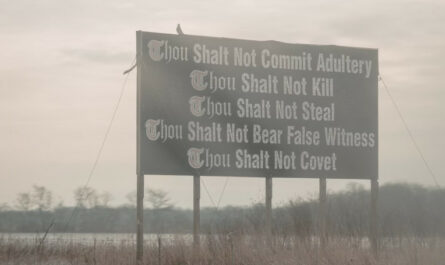 Thou Shalt Not Commit Adultery
Thou Shalt Not Kill
Thou Shalt Not Steal
Thou Shalt Not Bear False Witness
Thou Shalt Not Covet